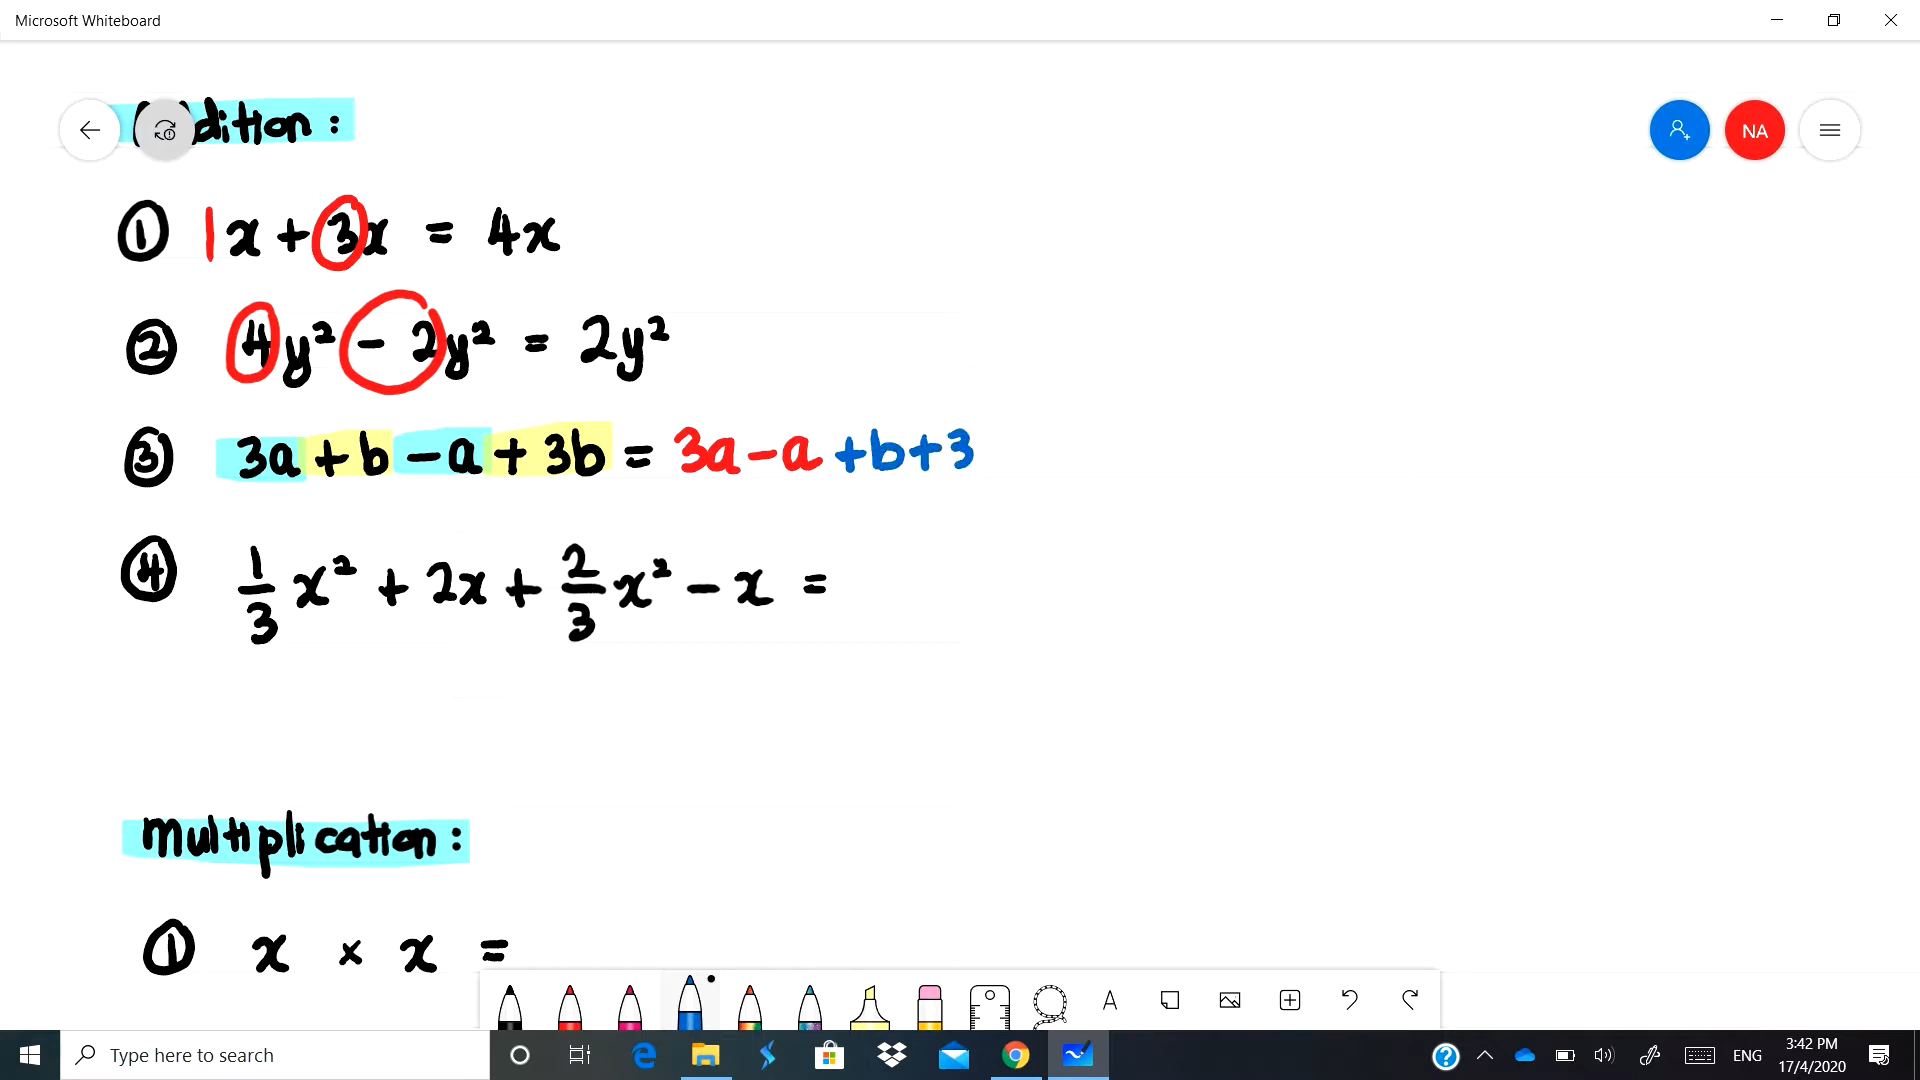 Microsoft Whiteboard
dition :
NA
① 1x + 3x = 4x
② 4y² - 2y² = 2y²
③ 3a + b - a + 3b = 3a - a + b + 3
④ 1/3 x² + 2x + 2/3 x² - x =
multiplication :
① x × x =
A
Type here to search
ENG
3:42 PM
17/4/2020